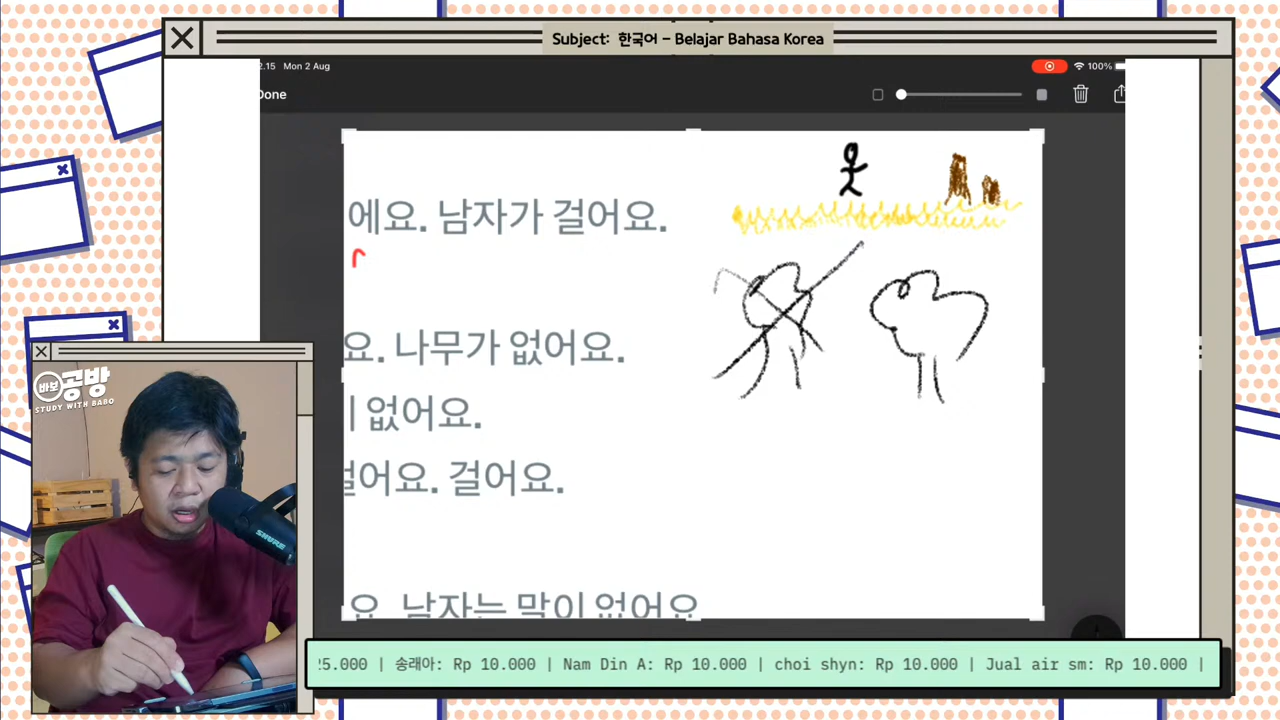 Subject: 한국어 - Belajar Bahasa Korea
2.15 Mon 2 Aug
100%
Done
에요. 남자가 걸어요.
요. 나무가 없어요.
이 없어요.
걸어요. 걸어요.
요. 남자는 말이 없어요
바보 공방
STUDY WITH BABO
SHURE
25.000 | 송래아: Rp 10.000 | Nam Din A: Rp 10.000 | choi shyn: Rp 10.000 | Jual air sm: Rp 10.000 |